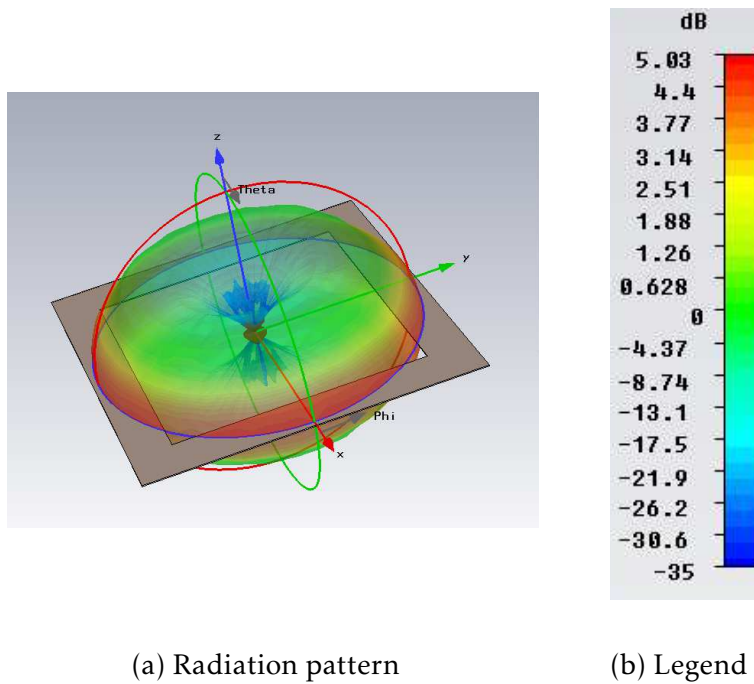 z
Theta
y
Phi
x
dB
5.03
4.4
3.77
3.14
2.51
1.88
1.26
0.628
0
-4.37
-8.74
-13.1
-17.5
-21.9
-26.2
-30.6
-35
(a) Radiation pattern
(b) Legend